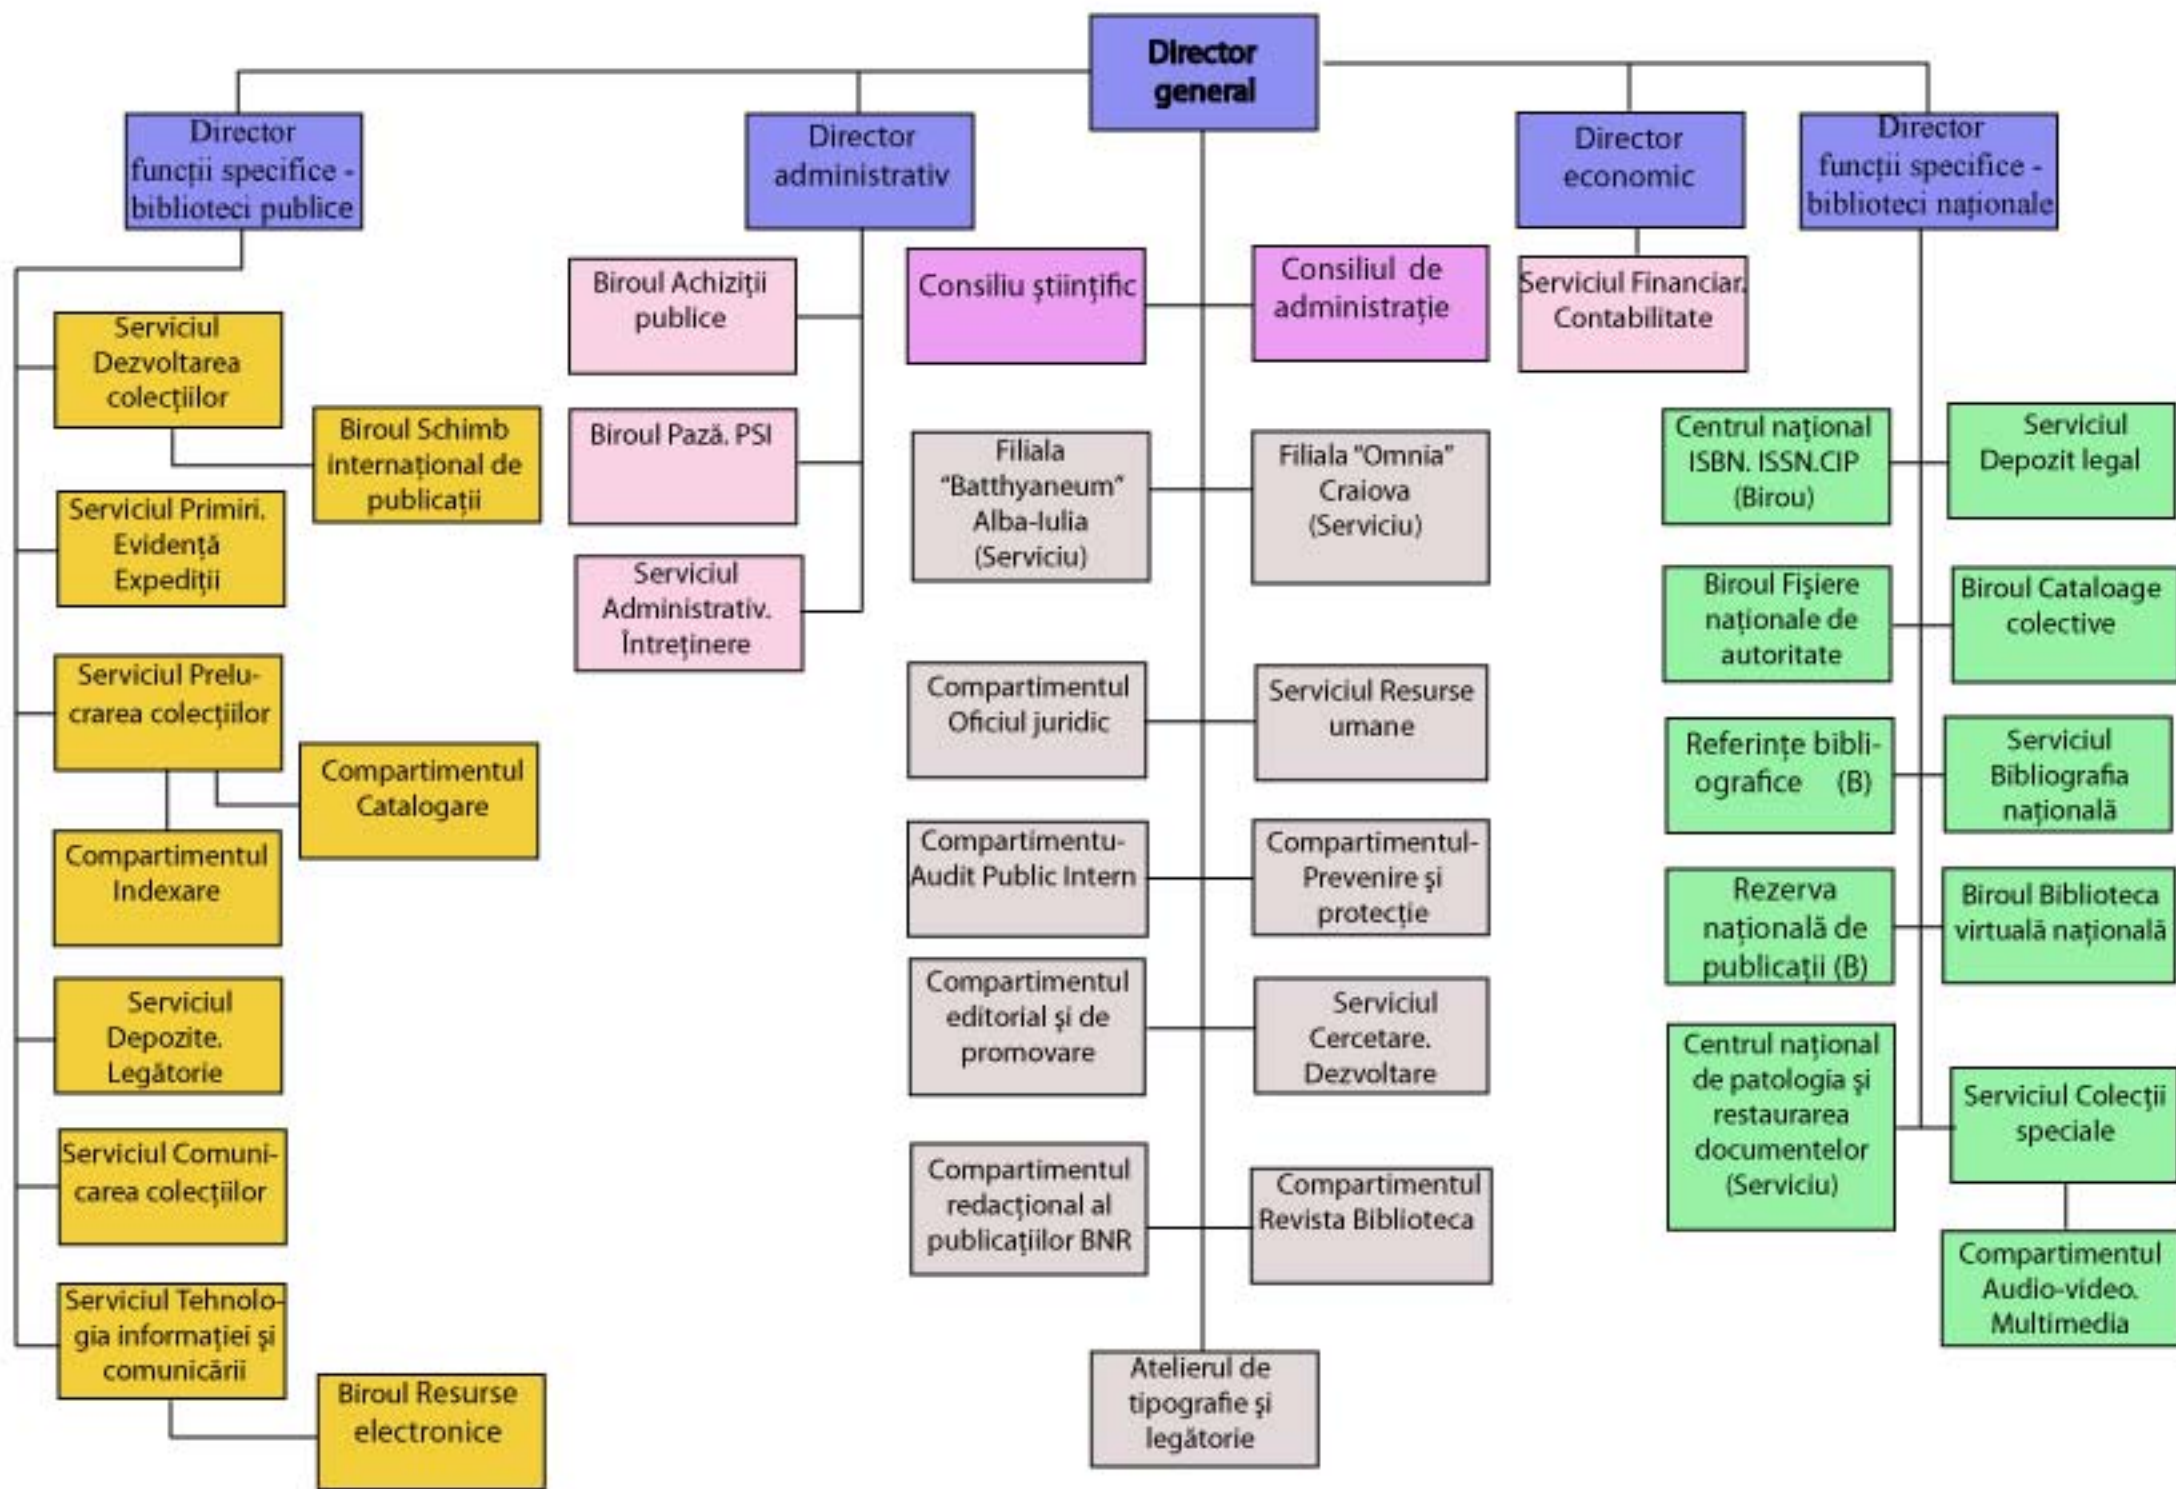 Director
general
Director
funcții specifice -
biblioteci publice
Director
administrativ
Director
economic
Director
funcții specifice -
biblioteci naționale
Serviciul
Dezvoltarea
colecțiilor
Biroul Schimb
internațional de
publicații
Serviciul Primiri.
Evidență
Expediții
Serviciul Prelu-
crarea colecțiilor
Compartimentul
Catalogare
Compartimentul
Indexare
Serviciul
Depozite.
Legătorie
Serviciul Comuni-
carea colecțiilor
Serviciul Tehnolo-
gia informației și
comunicării
Biroul Resurse
electronice
Biroul Achiziții
publice
Biroul Pază. PSI
Serviciul
Administrativ.
Întreținere
Consiliu științific
Consiliul de
administrație
Filiala
"Batthyaneum"
Alba-Iulia
(Serviciu)
Filiala "Omnia"
Craiova
(Serviciu)
Compartimentul
Oficiul juridic
Serviciul Resurse
umane
Compartimentu-
Audit Public Intern
Compartimentul-
Prevenire și
protecție
Compartimentul
editorial și de
promovare
Serviciul
Cercetare.
Dezvoltare
Compartimentul
redacțional al
publicațiilor BNR
Compartimentul
Revista Biblioteca
Atelierul de
tipografie și
legătorie
Serviciul Financiar.
Contabilitate
Centrul național
ISBN. ISSN.CIP
(Birou)
Serviciul
Depozit legal
Biroul Fișiere
naționale de
autoritate
Biroul Cataloage
colective
Referințe bibli-
ografice (B)
Serviciul
Bibliografia
națională
Rezerva
națională de
publicații (B)
Biroul Biblioteca
virtuală națională
Centrul național
de patologia și
restaurarea
documentelor
(Serviciu)
Serviciul Colecții
speciale
Compartimentul
Audio-video.
Multimedia